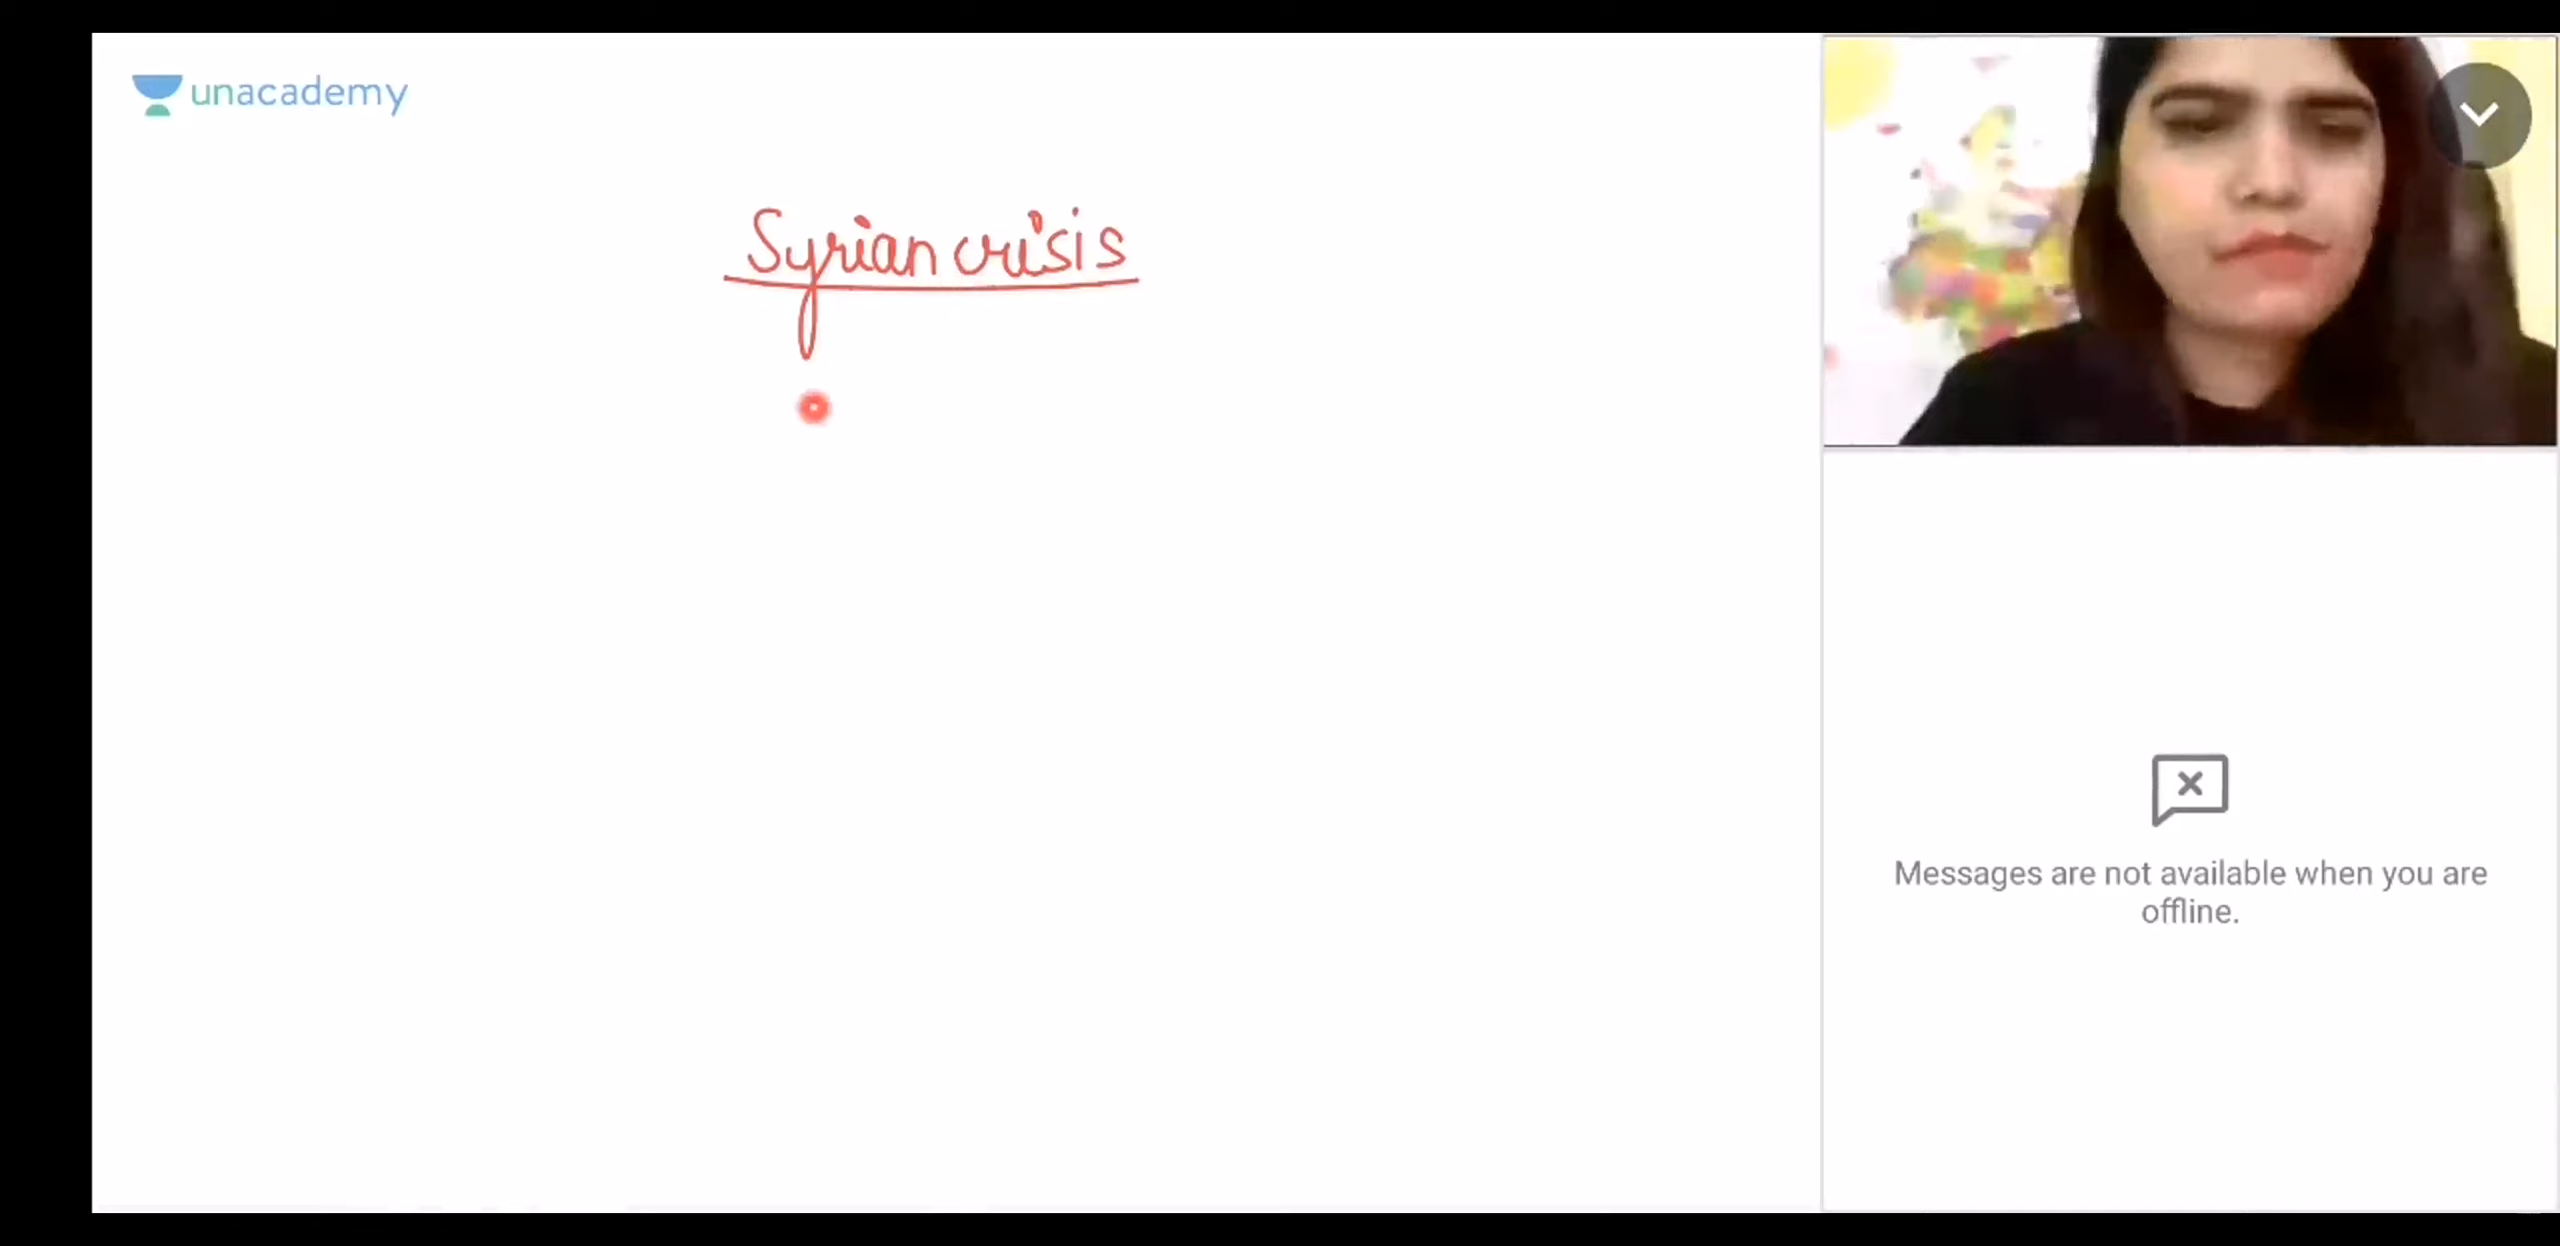 unacademy
Syrian crisis
Messages are not available when you are
offline.